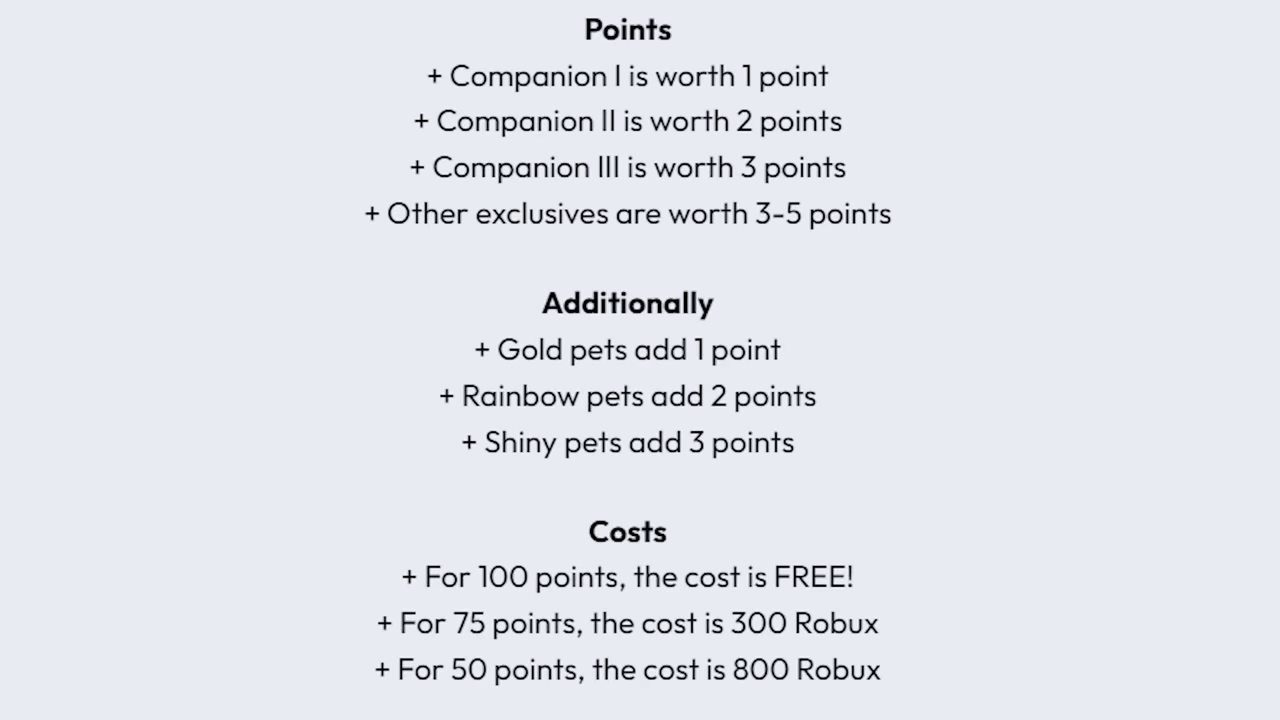 Points
+ Companion I is worth 1 point
+ Companion II is worth 2 points
+ Companion III is worth 3 points
+ Other exclusives are worth 3-5 points
Additionally
+ Gold pets add 1 point
+ Rainbow pets add 2 points
+ Shiny pets add 3 points
Costs
+ For 100 points, the cost is FREE!
+ For 75 points, the cost is 300 Robux
+ For 50 points, the cost is 800 Robux